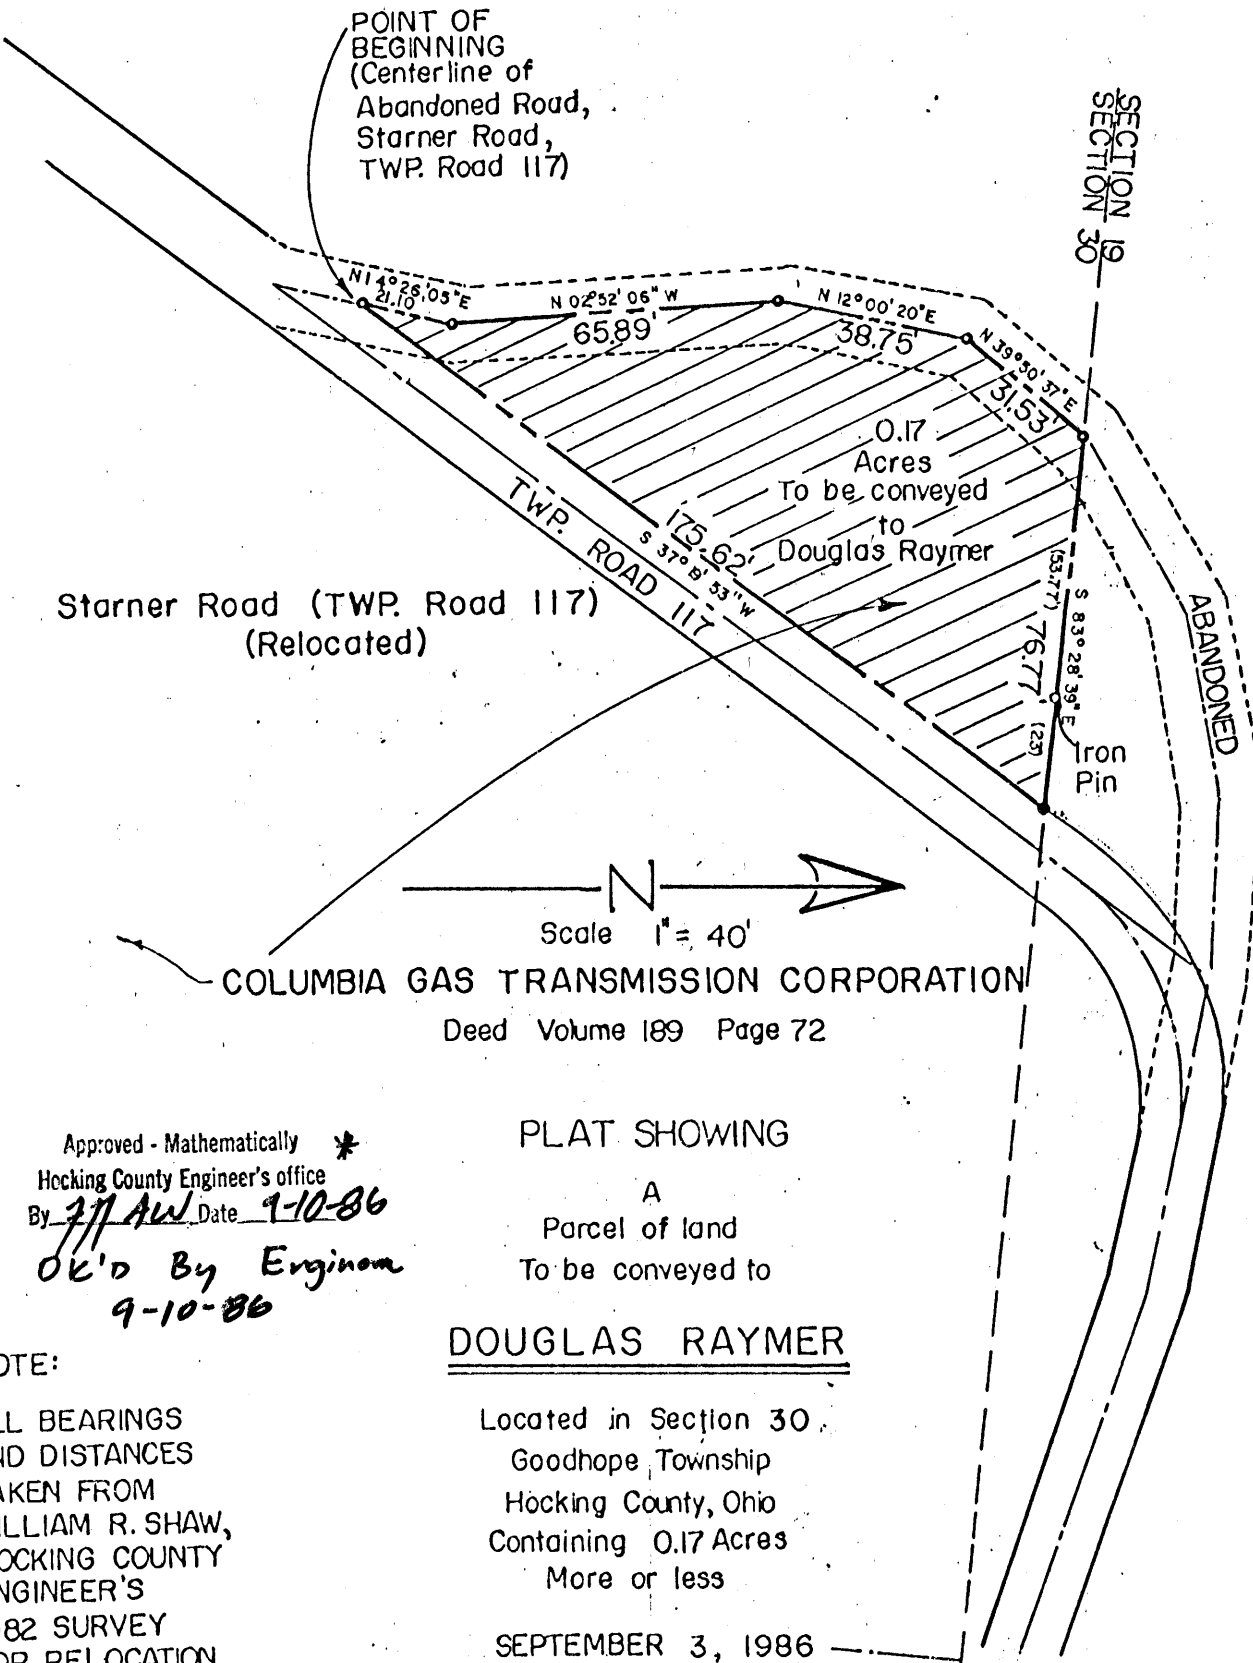 POINT OF
BEGINNING
(Centerline of
Abandoned Road,
Starner Road,
TWP. Road 117)
SECTION 19
SECTION 30
N 14° 26' 05" E
21.10'
N 02° 52' 06" W
65.89'
N 12° 00' 20" E
38.75'
N 39° 50' 37" E
31.53'
0.17
Acres
To be conveyed
to
Douglas Raymer
175.62'
S 37° 13' 53" W
TWP. ROAD 117
S 83° 28' 39" E
(53.77') 76.77' (23')
Iron
Pin
ABANDONED
Starner Road (TWP. Road 117)
(Relocated)
N
Scale 1" = 40'
COLUMBIA GAS TRANSMISSION CORPORATION
Deed Volume 189 Page 72
Approved - Mathematically *
Hocking County Engineer's office
By Date 9-10-86
OK'D By Engineer
9-10-86
PLAT SHOWING
A
Parcel of land
To be conveyed to
DOUGLAS RAYMER
Located in Section 30
Goodhope Township
Hocking County, Ohio
Containing 0.17 Acres
More or less
SEPTEMBER 3, 1986
OTE:
LL BEARINGS
ND DISTANCES
AKEN FROM
ILLIAM R. SHAW,
OCKING COUNTY
NGINEER'S
82 SURVEY
OR RELOCATION